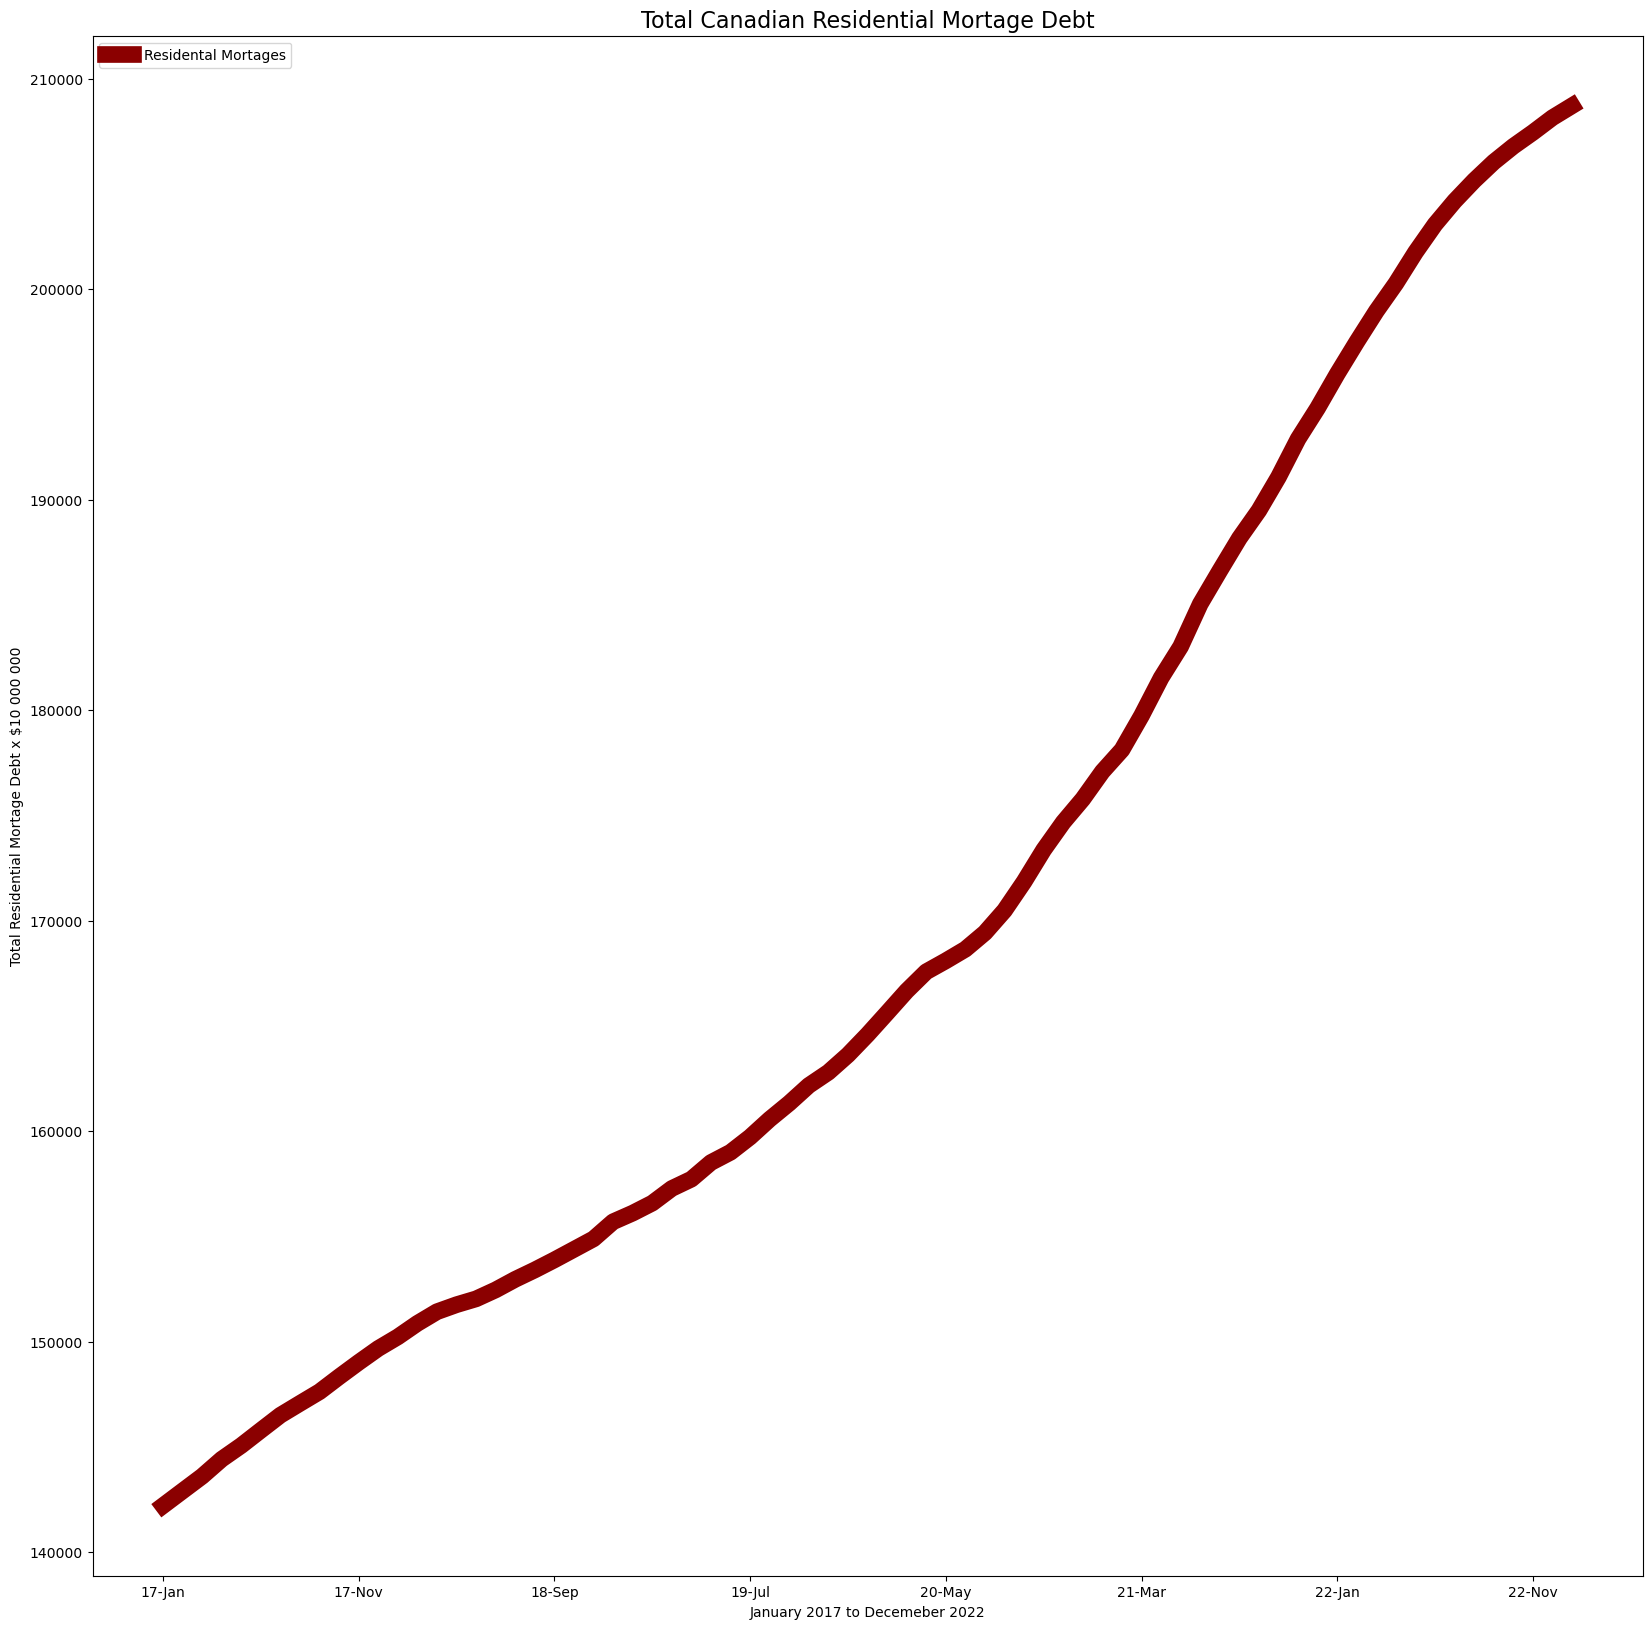 Total Canadian Residential Mortage Debt
Residental Mortages
210000
200000
190000
180000
170000
160000
150000
140000
Total Residential Mortage Debt x $10 000 000
17-Jan 17-Nov 18-Sep 19-Jul 20-May 21-Mar 22-Jan 22-Nov
January 2017 to Decemeber 2022